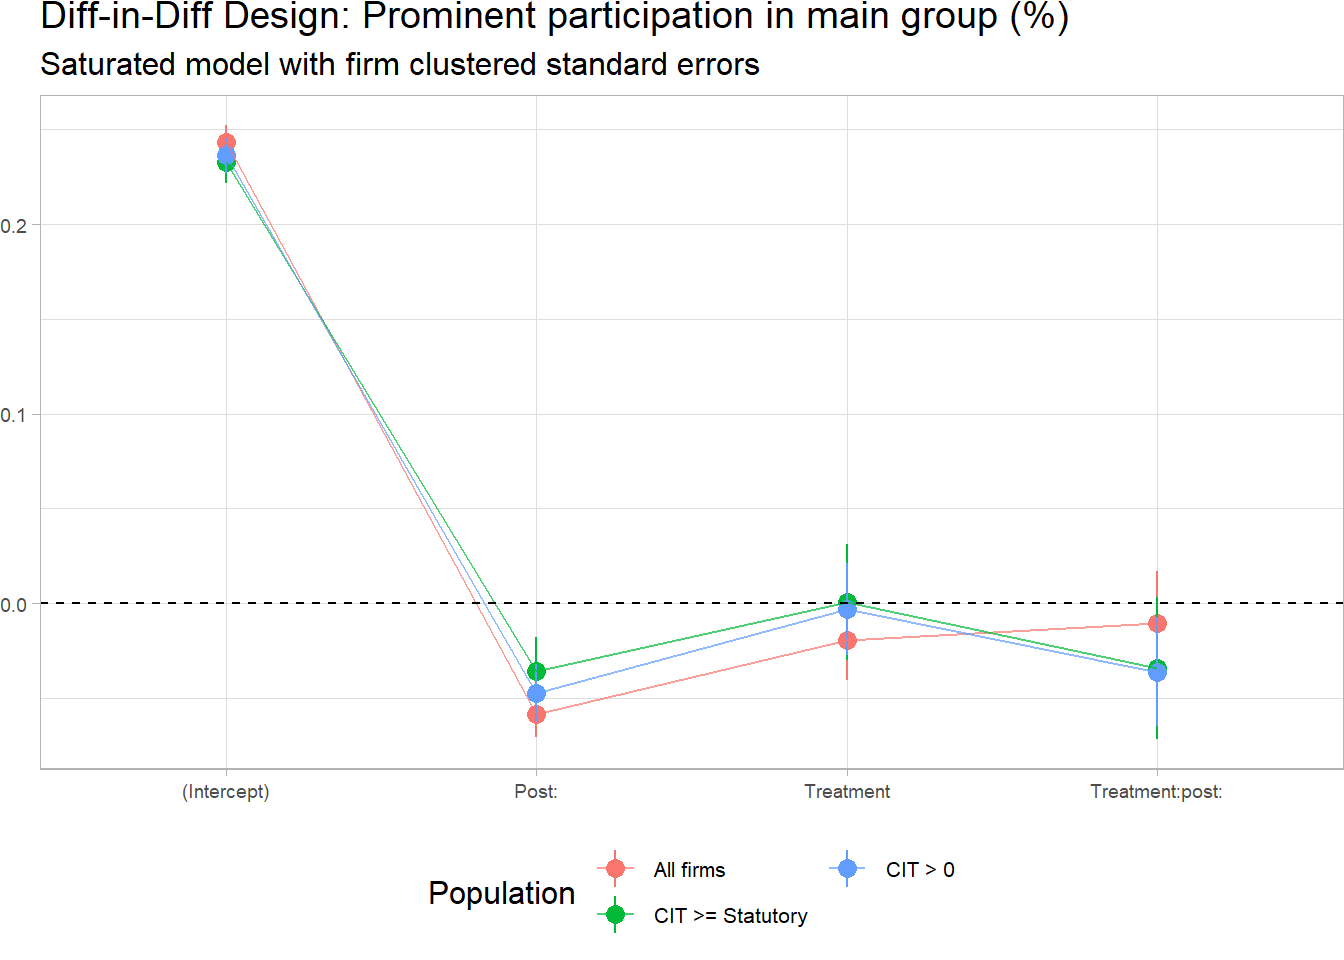 Diff-in-Diff Design: Prominent participation in main group (%)
Saturated model with firm clustered standard errors
0.2
0.1
0.0
(Intercept) Post: Treatment Treatment:post:
Population
All firms
CIT > 0
CIT >= Statutory